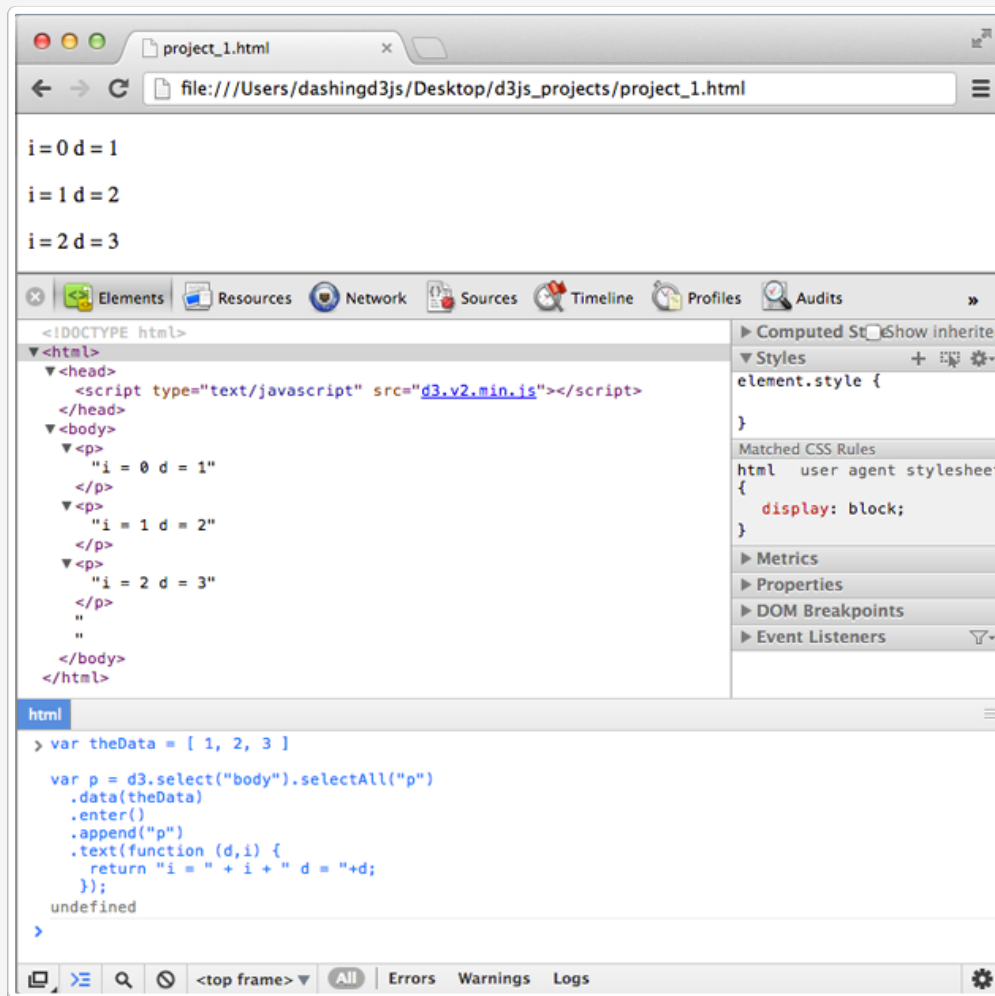 project_1.html
file:///Users/dashingd3js/Desktop/d3js_projects/project_1.html
i = 0 d = 1
i = 1 d = 2
i = 2 d = 3
Elements Resources Network Sources Timeline Profiles Audits »
<!DOCTYPE html>
▼<html>
▼<head>
<script type="text/javascript" src="d3.v2.min.js"></script>
</head>
▼<body>
▼<p>
"i = 0 d = 1"
</p>
▼<p>
"i = 1 d = 2"
</p>
▼<p>
"i = 2 d = 3"
</p>
"
"
</body>
</html>
▶ Computed St Show inherite
▼ Styles
element.style {
}
Matched CSS Rules
html user agent stylesheet
{
display: block;
}
▶ Metrics
▶ Properties
▶ DOM Breakpoints
▶ Event Listeners
html
> var theData = [ 1, 2, 3 ]
var p = d3.select("body").selectAll("p")
.data(theData)
.enter()
.append("p")
.text(function (d,i) {
return "i = " + i + " d = "+d;
});
undefined
>
<top frame> ▼ All Errors Warnings Logs